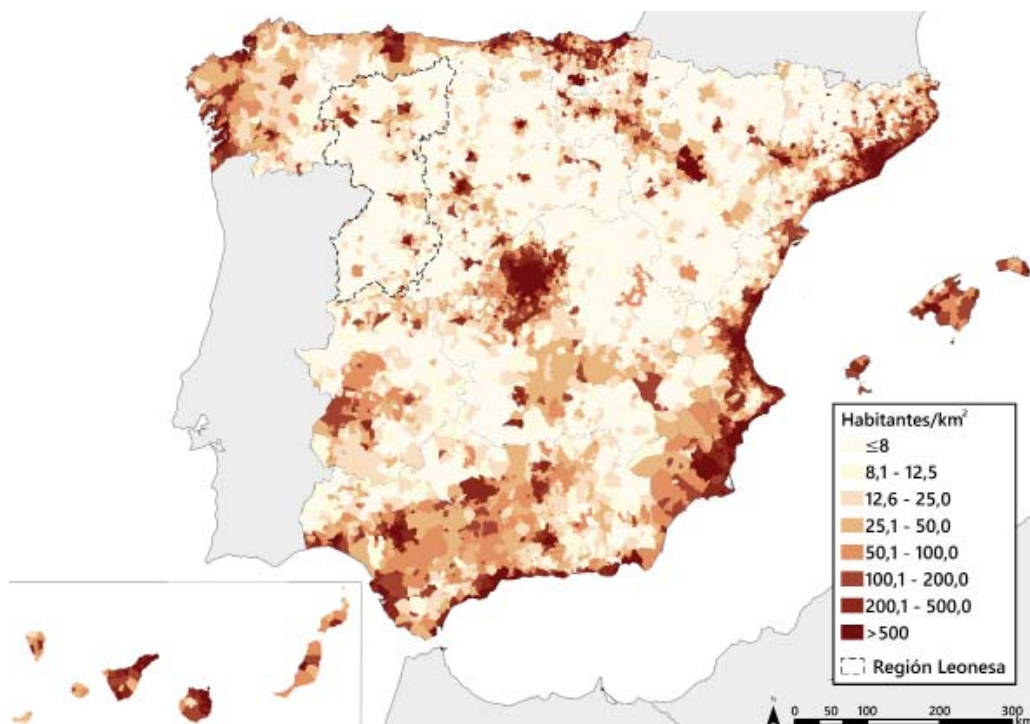 Habitantes/km²
≤8
8,1 - 12,5
12,6 - 25,0
25,1 - 50,0
50,1 - 100,0
100,1 - 200,0
200,1 - 500,0
>500
Región Leonesa
N
0 50 100 200 300